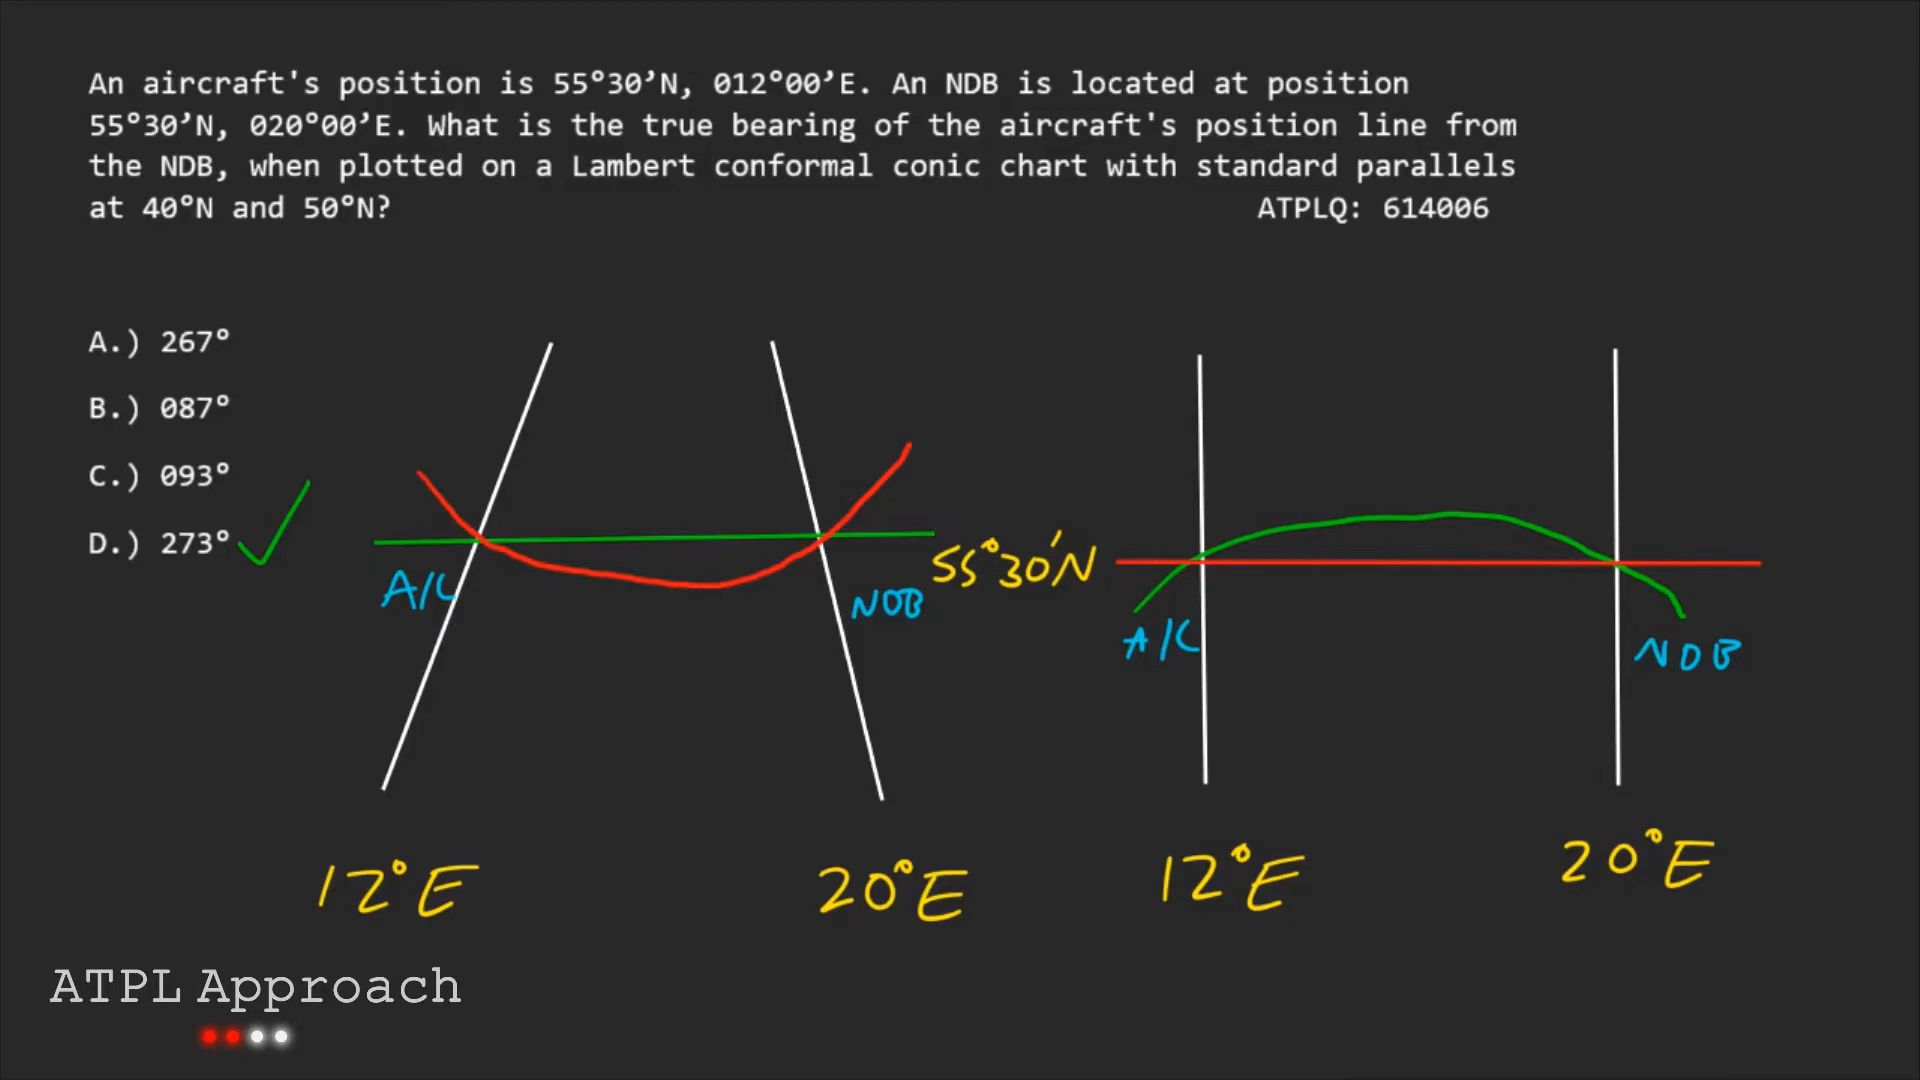 An aircraft's position is 55°30’N, 012°00’E. An NDB is located at position
55°30’N, 020°00’E. What is the true bearing of the aircraft's position line from
the NDB, when plotted on a Lambert conformal conic chart with standard parallels
at 40°N and 50°N? ATPLQ: 614006
A.) 267°
B.) 087°
C.) 093°
D.) 273°
A/C
NDB
55°30'N
A/C
NDB
12°E
20°E
12°E
20°E
ATPL Approach